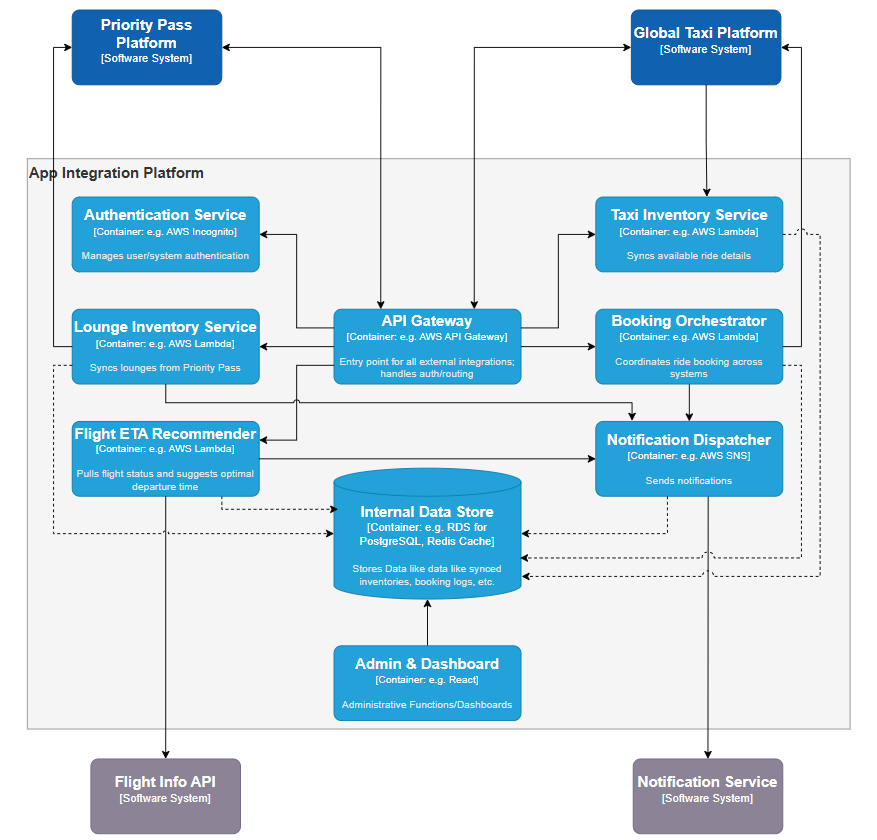 Priority Pass
Platform
[Software System]
Global Taxi Platform
[Software System]
App Integration Platform
Authentication Service
[Container: e.g. AWS Incognito]
Manages user/system authentication
Taxi Inventory Service
[Container: e.g. AWS Lambda]
Syncs available ride details
Lounge Inventory Service
[Container: e.g. AWS Lambda]
Syncs lounges from Priority Pass
API Gateway
[Container: e.g. AWS API Gateway]
Entry point for all external integrations;
handles auth/routing
Booking Orchestrator
[Container: e.g. AWS Lambda]
Coordinates ride booking across
systems
Flight ETA Recommender
[Container: e.g. AWS Lambda]
Pulls flight status and suggests optimal
departure time
Notification Dispatcher
[Container: e.g. AWS SNS]
Sends notifications
Internal Data Store
[Container: e.g. RDS for
PostgreSQL, Redis Cache]
Stores Data like data like synced
inventories, booking logs, etc.
Admin & Dashboard
[Container: e.g. React]
Administrative Functions/Dashboards
Flight Info API
[Software System]
Notification Service
[Software System]